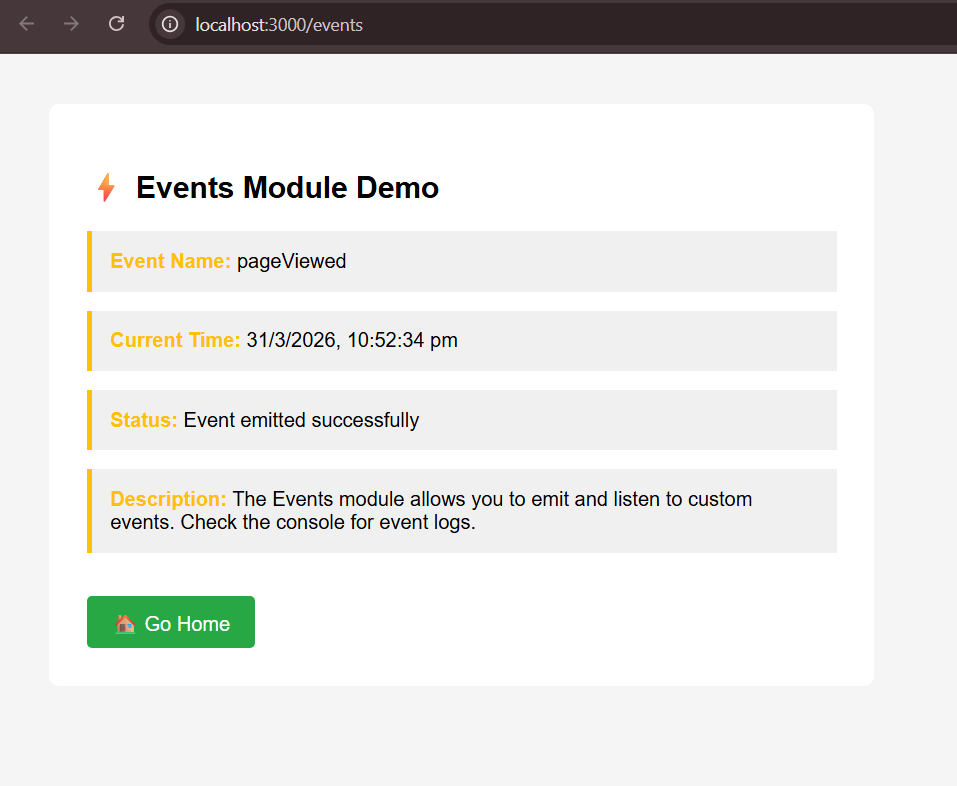 localhost:3000/events
⚡ Events Module Demo
Event Name: pageViewed
Current Time: 31/3/2026, 10:52:34 pm
Status: Event emitted successfully
Description: The Events module allows you to emit and listen to custom
events. Check the console for event logs.
🏠 Go Home